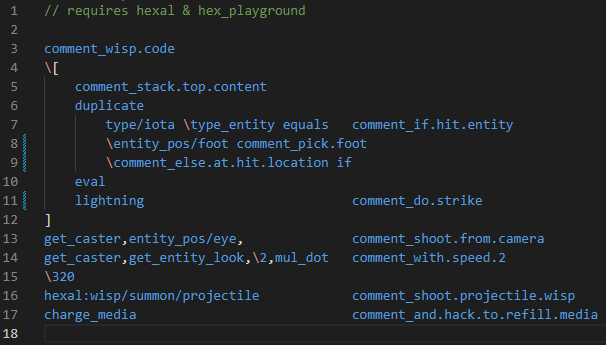 1 // requires hexal & hex_playground
2
3 comment_wisp.code
4 \[
5 comment_stack.top.content
6 duplicate
7 type/iota \type_entity equals comment_if.hit.entity
8 \entity_pos/foot comment_pick.foot
9 \comment_else.at.hit.location if
10 eval
11 lightning comment_do.strike
12 ]
13 get_caster,entity_pos/eye, comment_shoot.from.camera
14 get_caster,get_entity_look,\2,mul_dot comment_with.speed.2
15 \320
16 hexal:wisp/summon/projectile comment_shoot.projectile.wisp
17 charge_media comment_and.hack.to.refill.media
18